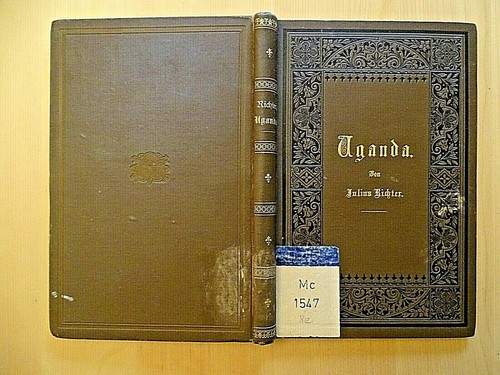 Richter,
Uganda.
Uganda.
Von
Julius Richter.
Mc
1547